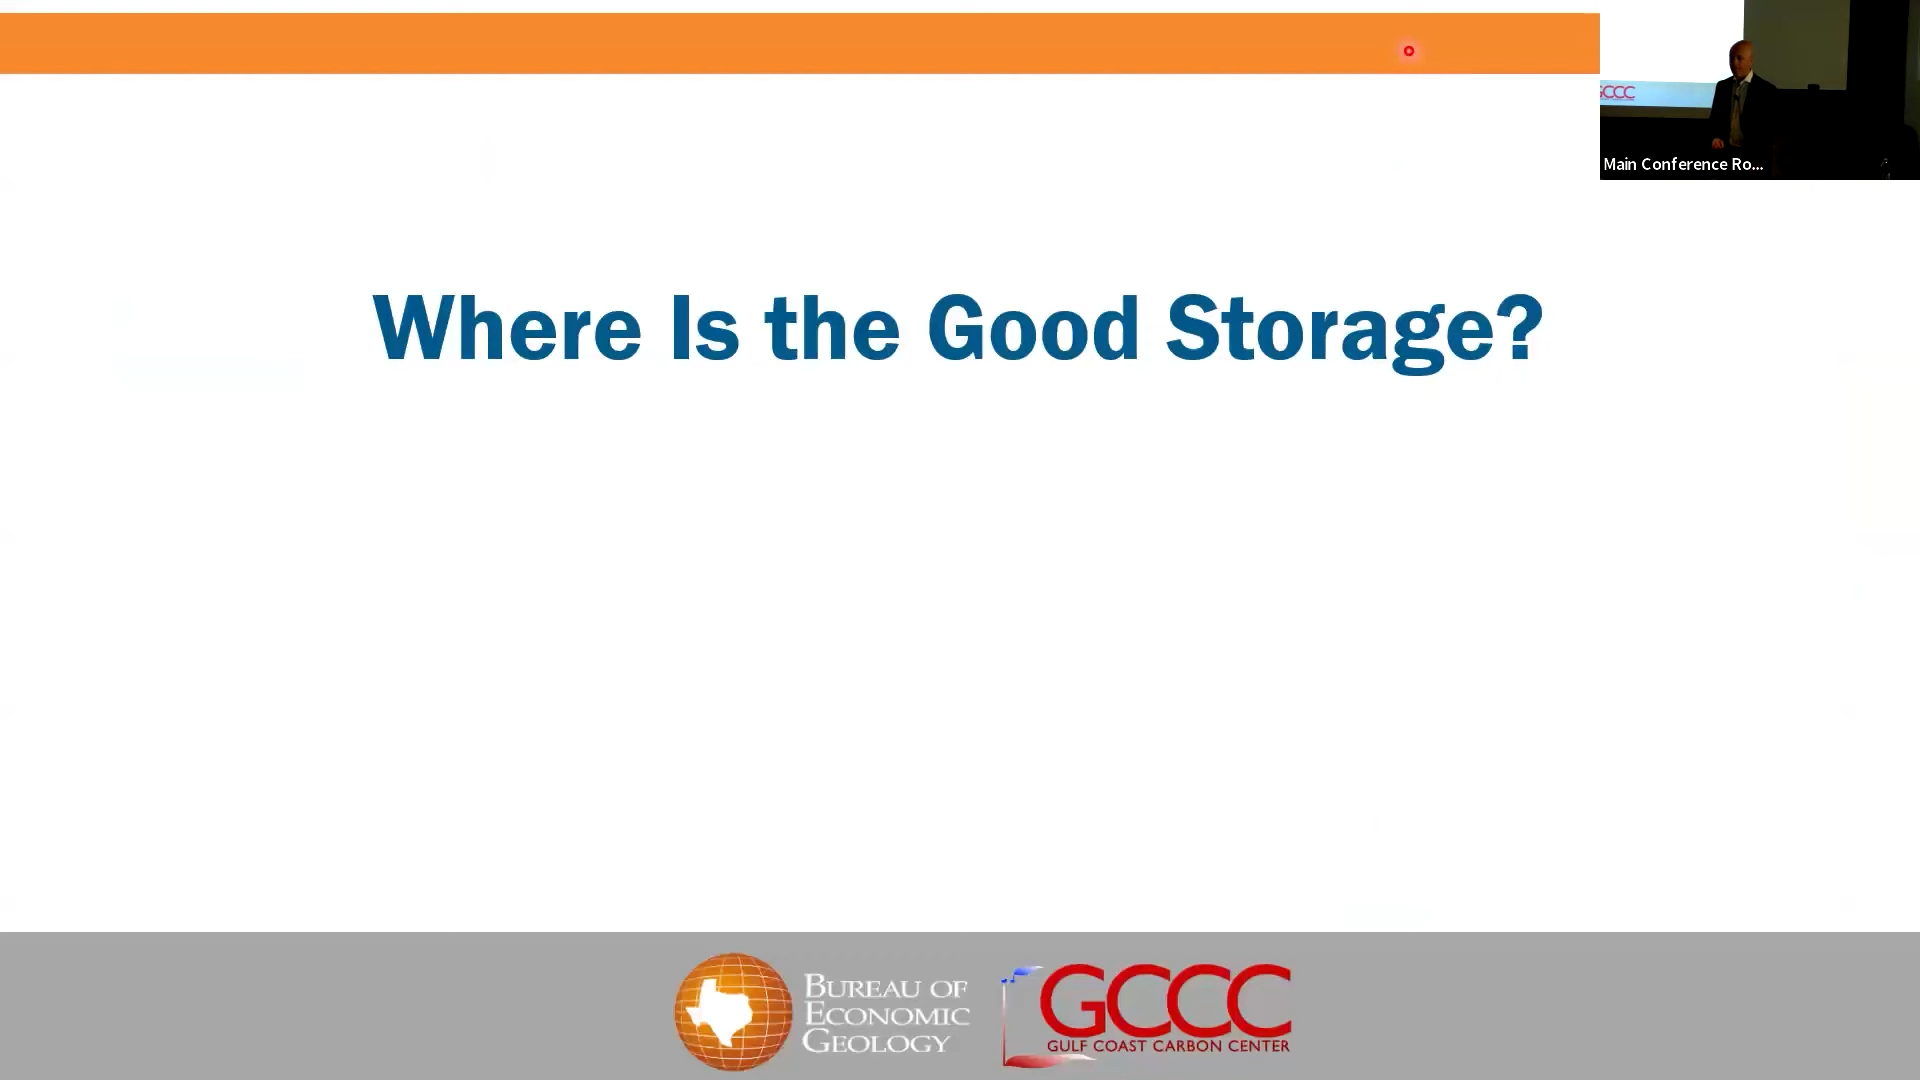 GCCC
Main Conference Ro...
Where Is the Good Storage?
BUREAU OF
ECONOMIC
GEOLOGY
GCCC
GULF COAST CARBON CENTER